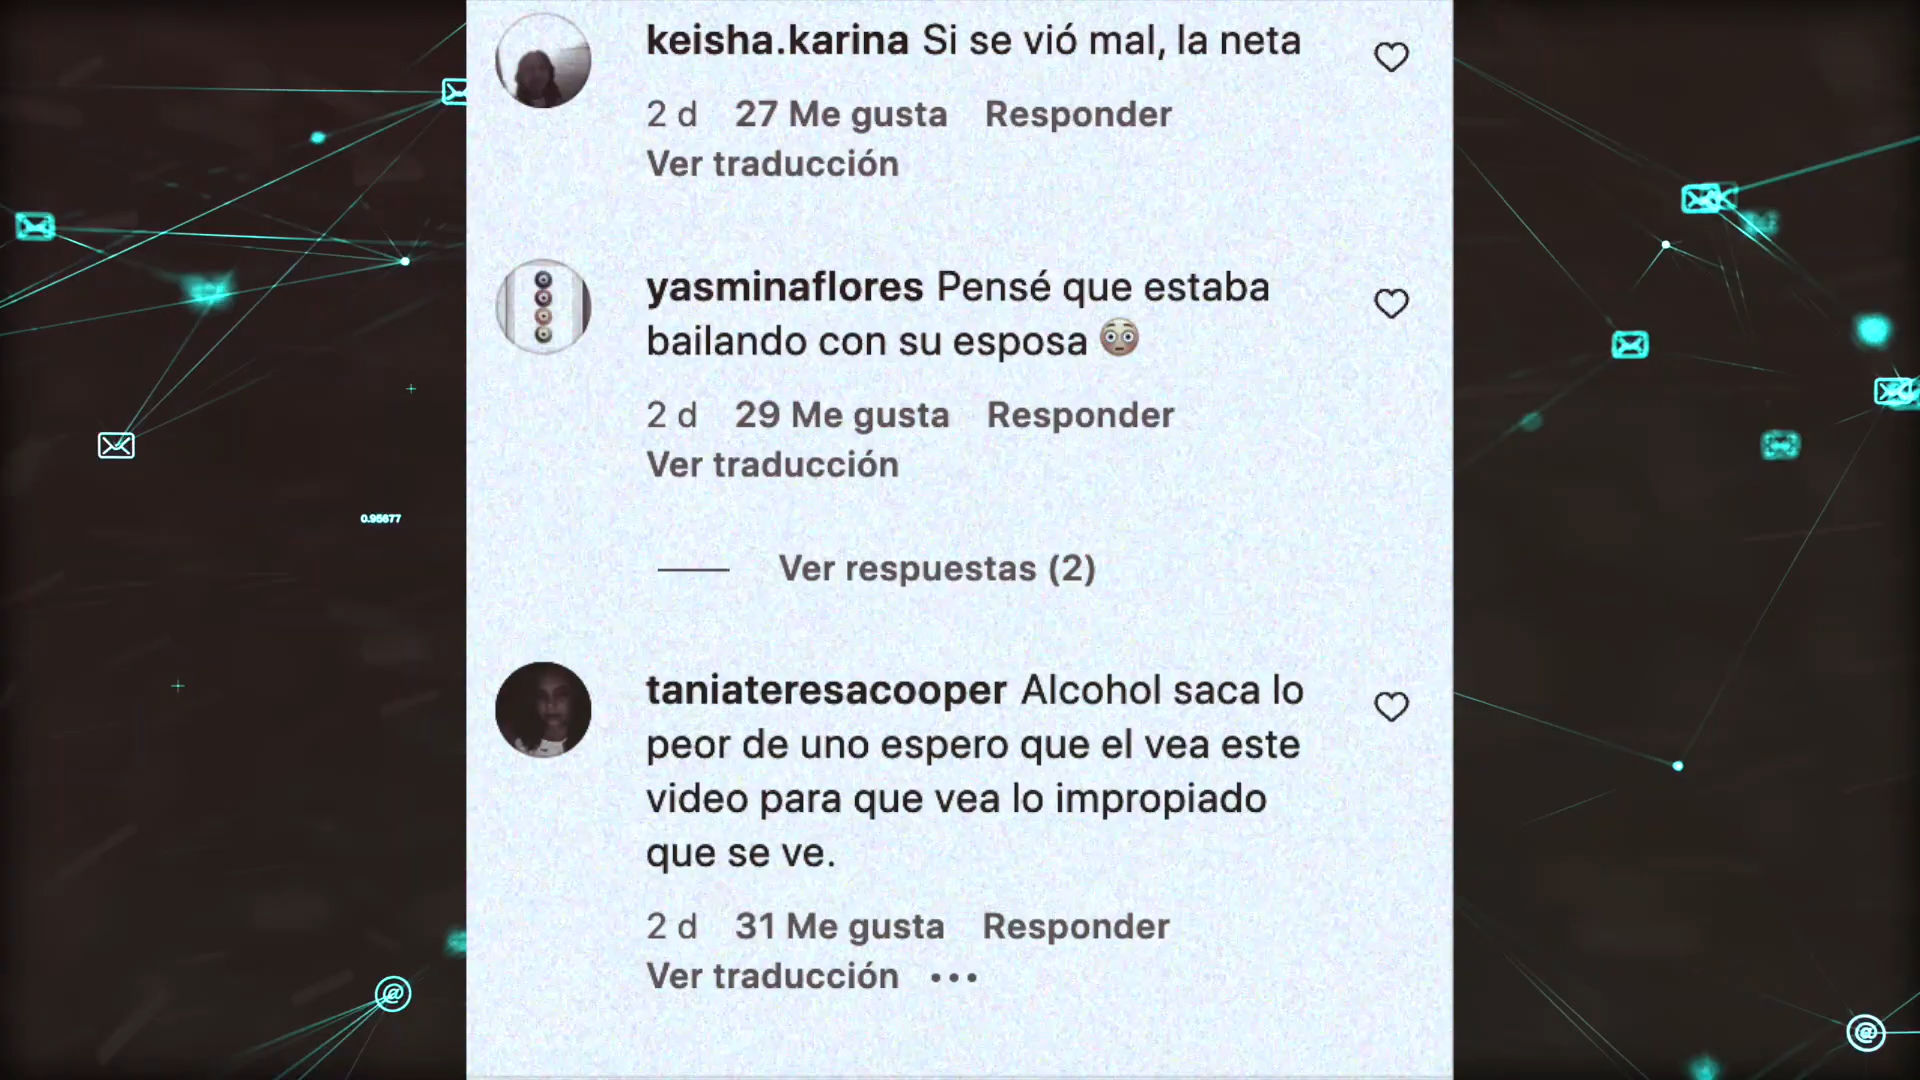 keisha.karina Si se vió mal, la neta
2 d 27 Me gusta Responder
Ver traducción
yasminaflores Pensé que estaba
bailando con su esposa 😳
2 d 29 Me gusta Responder
Ver traducción
Ver respuestas (2)
taniateresacooper Alcohol saca lo
peor de uno espero que el vea este
video para que vea lo impropiado
que se ve.
2 d 31 Me gusta Responder
Ver traducción •••
0.95677